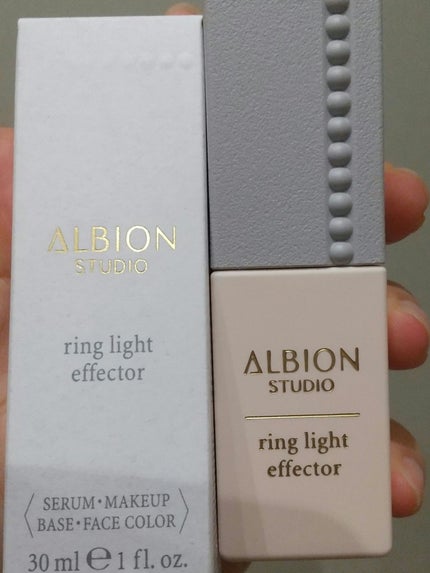 ALBION
STUDIO
ring light
effector
〈SERUM・MAKEUP
BASE・FACE COLOR〉
30 ml ℮ 1 fl. oz.
ALBION
STUDIO
ring light
effector